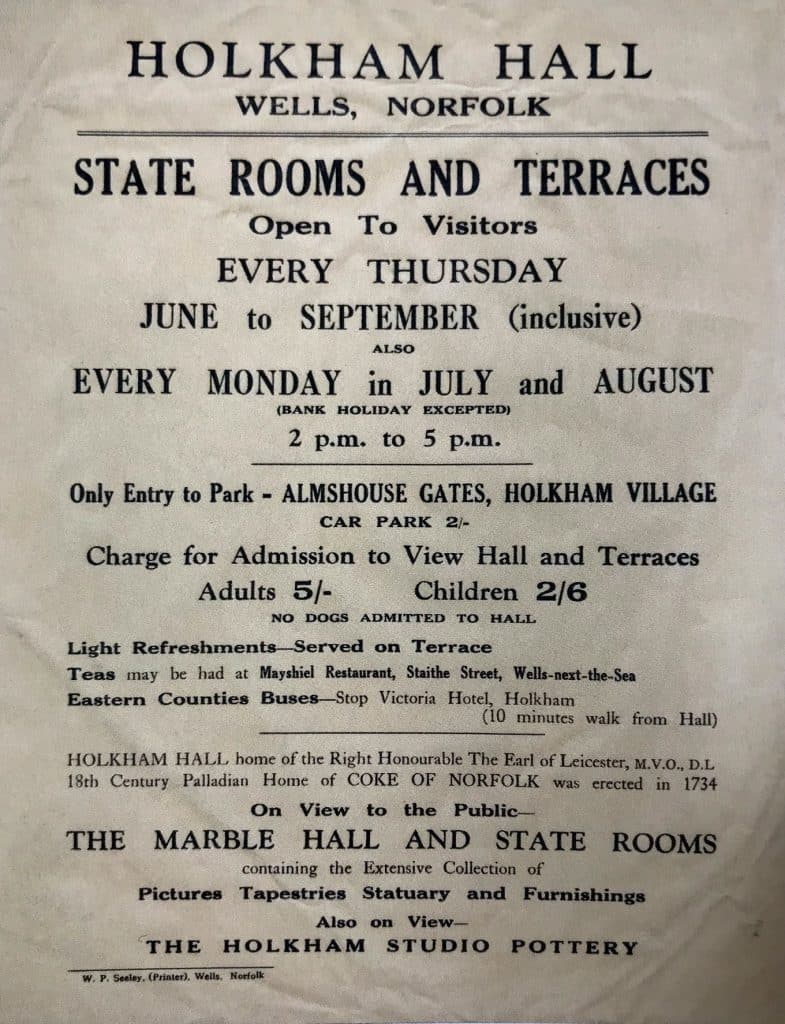 HOLKHAM HALL
WELLS, NORFOLK
STATE ROOMS AND TERRACES
Open To Visitors
EVERY THURSDAY
JUNE to SEPTEMBER (inclusive)
ALSO
EVERY MONDAY in JULY and AUGUST
(BANK HOLIDAY EXCEPTED)
2 p.m. to 5 p.m.
Only Entry to Park - ALMSHOUSE GATES, HOLKHAM VILLAGE
CAR PARK 2/-
Charge for Admission to View Hall and Terraces
Adults 5/- Children 2/6
NO DOGS ADMITTED TO HALL
Light Refreshments—Served on Terrace
Teas may be had at Mayshiel Restaurant, Staithe Street, Wells-next-the-Sea
Eastern Counties Buses—Stop Victoria Hotel, Holkham
(10 minutes walk from Hall)
HOLKHAM HALL home of the Right Honourable The Earl of Leicester, M.V.O., D.L
18th Century Palladian Home of COKE OF NORFOLK was erected in 1734
On View to the Public—
THE MARBLE HALL AND STATE ROOMS
containing the Extensive Collection of
Pictures Tapestries Statuary and Furnishings
Also on View—
THE HOLKHAM STUDIO POTTERY
W. P. Seeley, (Printer), Wells, Norfolk